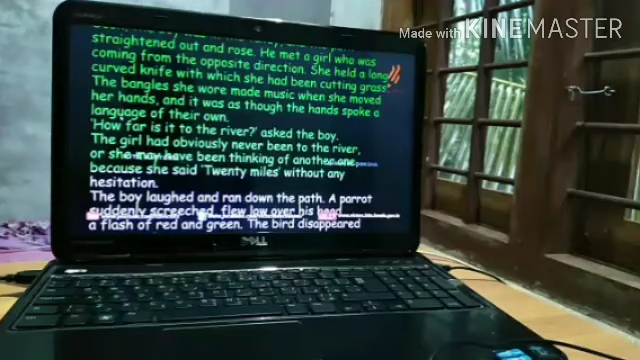 Made with KINEMASTER
straightened out and rose. He met a girl who was
coming from the opposite direction. She held a long
curved knife with which she had been cutting grass.
The bangles she wore made music when she moved
her hands, and it was as though the hands spoke a
language of their own.
'How far is it to the river?' asked the boy.
The girl had obviously never been to the river,
or she may have been thinking of another one,
because she said 'Twenty miles' without any
hesitation.
The boy laughed and ran down the path. A parrot
suddenly screeched, flew low over his head
a flash of red and green. The bird disappeared
DELL